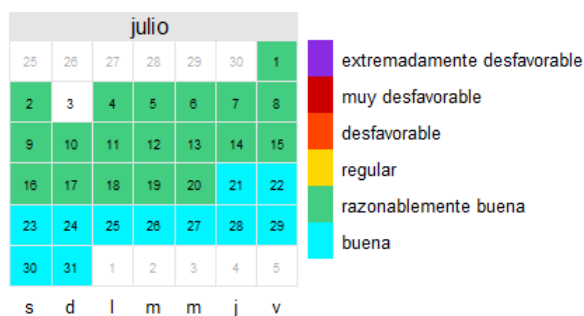 julio
25 26 27 28 29 30 1
2 3 4 5 6 7 8
9 10 11 12 13 14 15
16 17 18 19 20 21 22
23 24 25 26 27 28 29
30 31 1 2 3 4 5
s d l m m j v
extremadamente desfavorable
muy desfavorable
desfavorable
regular
razonablemente buena
buena